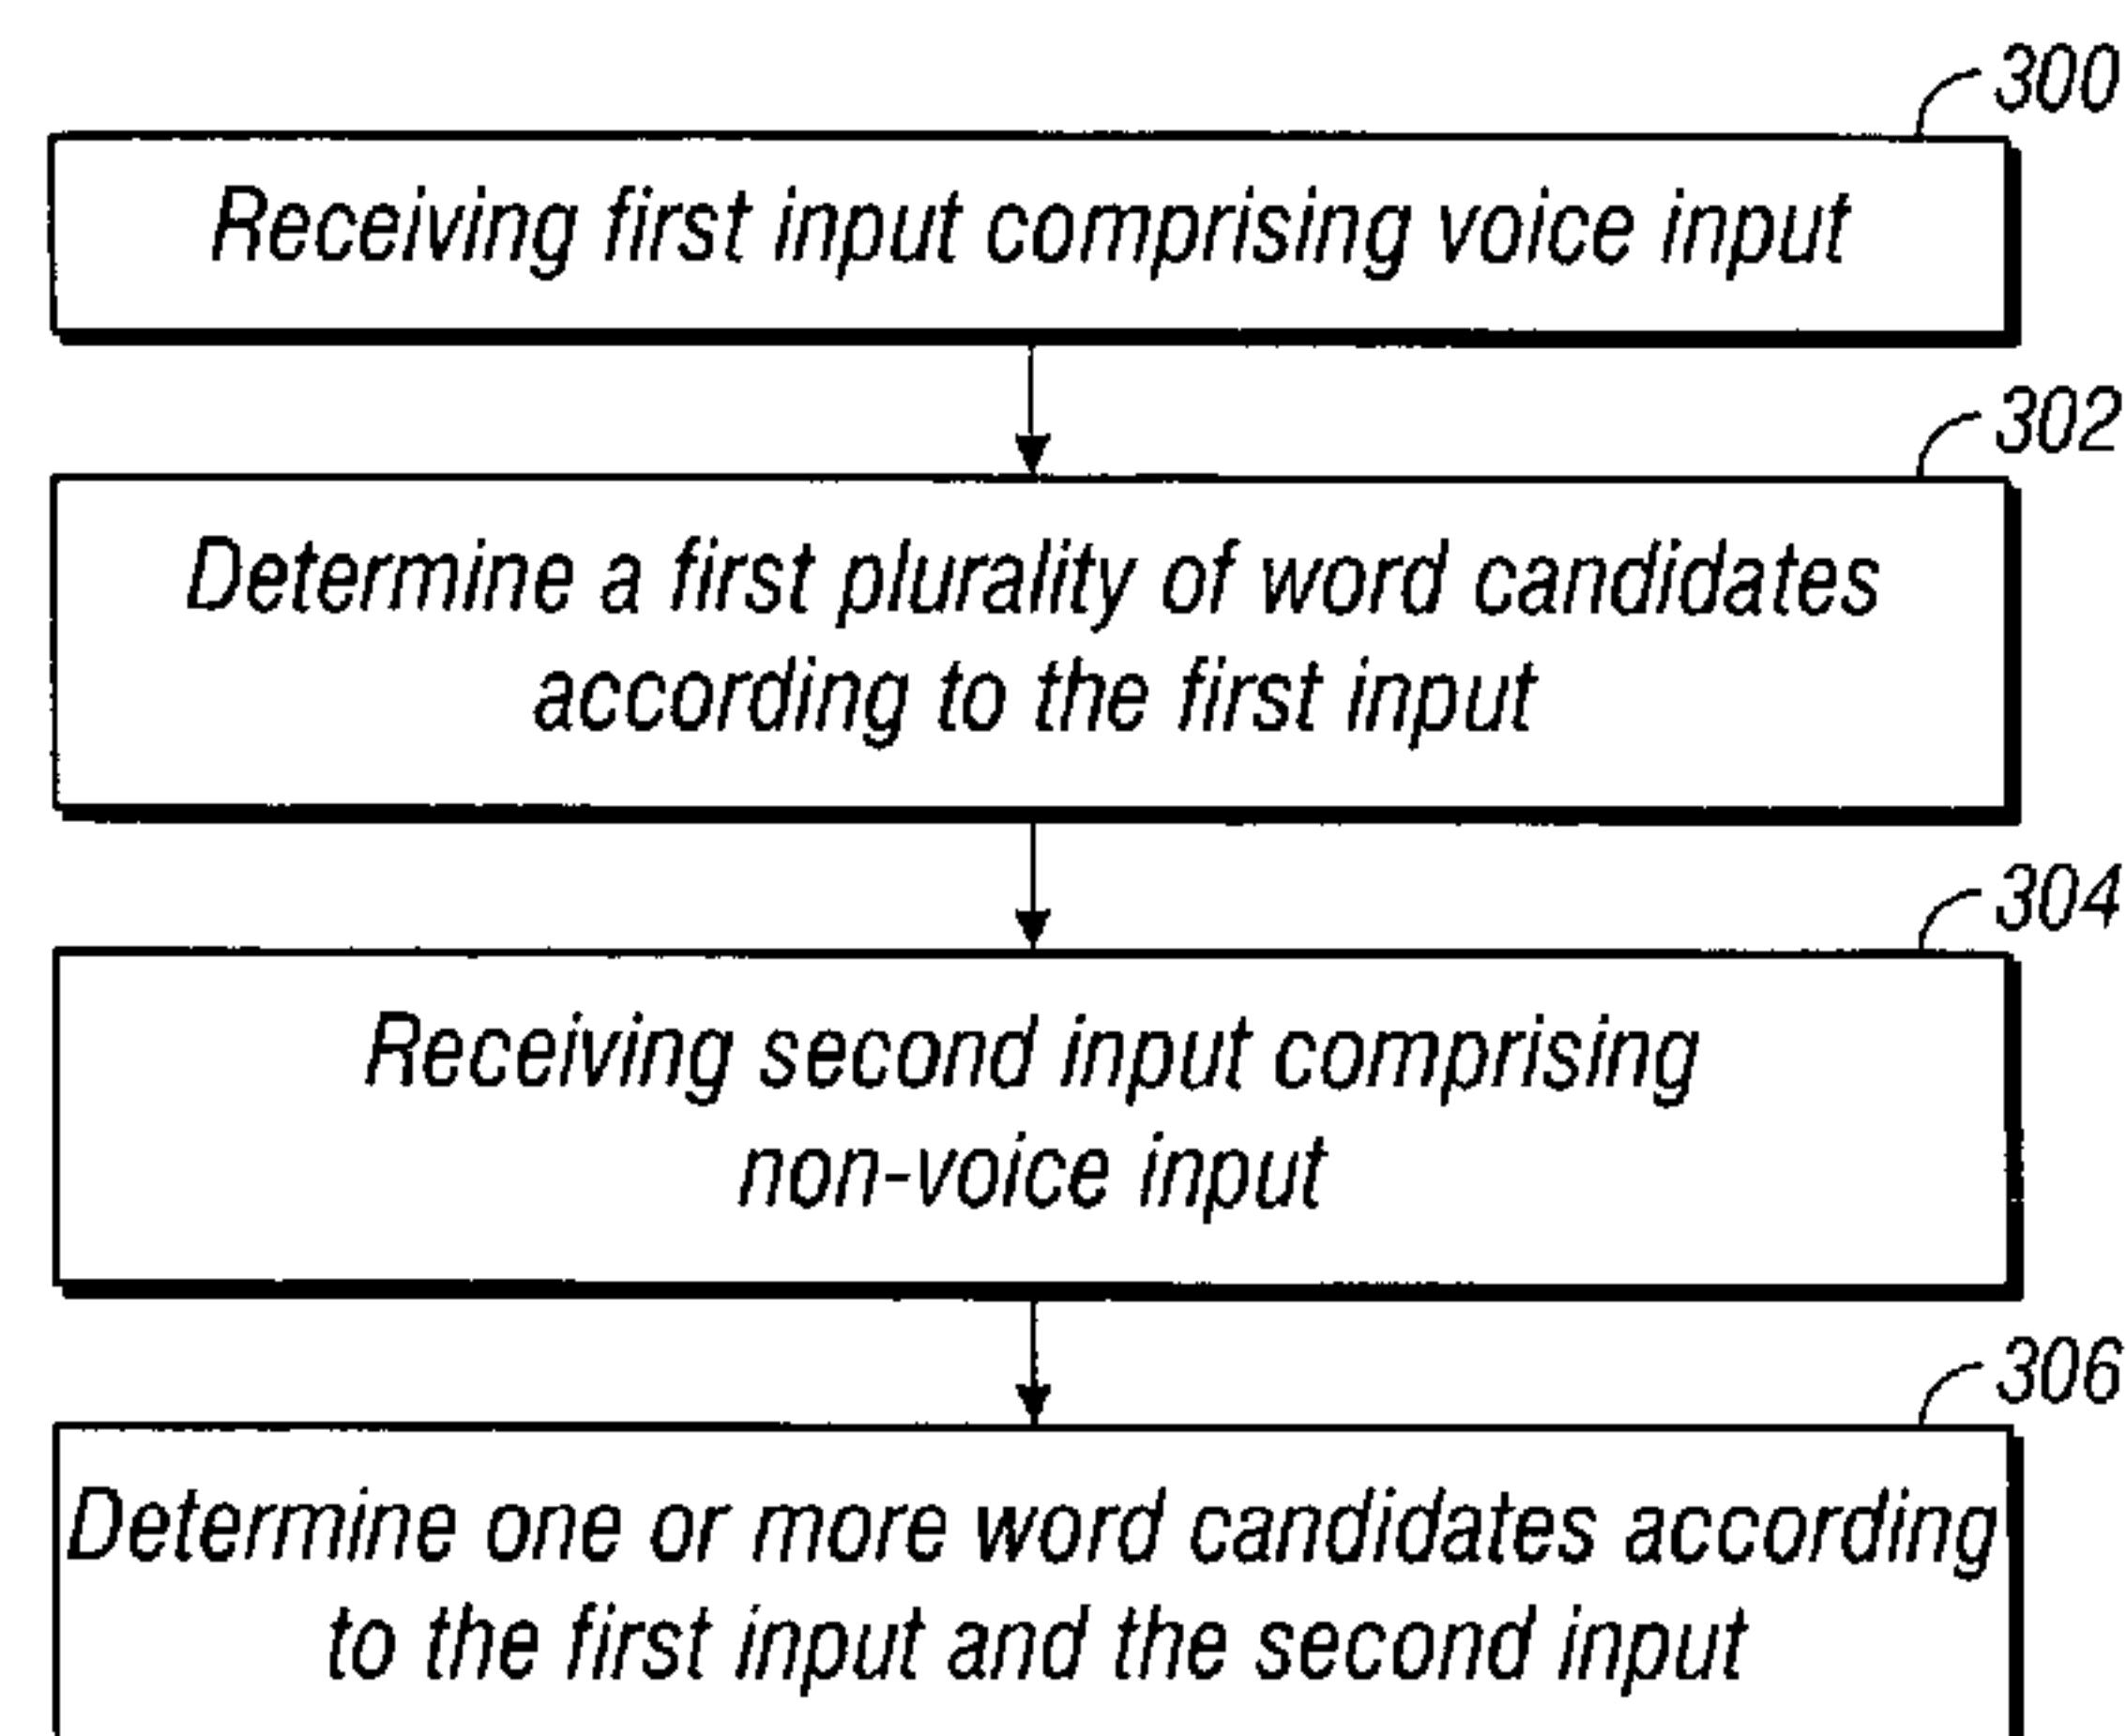 300
Receiving first input comprising voice input
302
Determine a first plurality of word candidates
according to the first input
304
Receiving second input comprising
non-voice input
306
Determine one or more word candidates according
to the first input and the second input